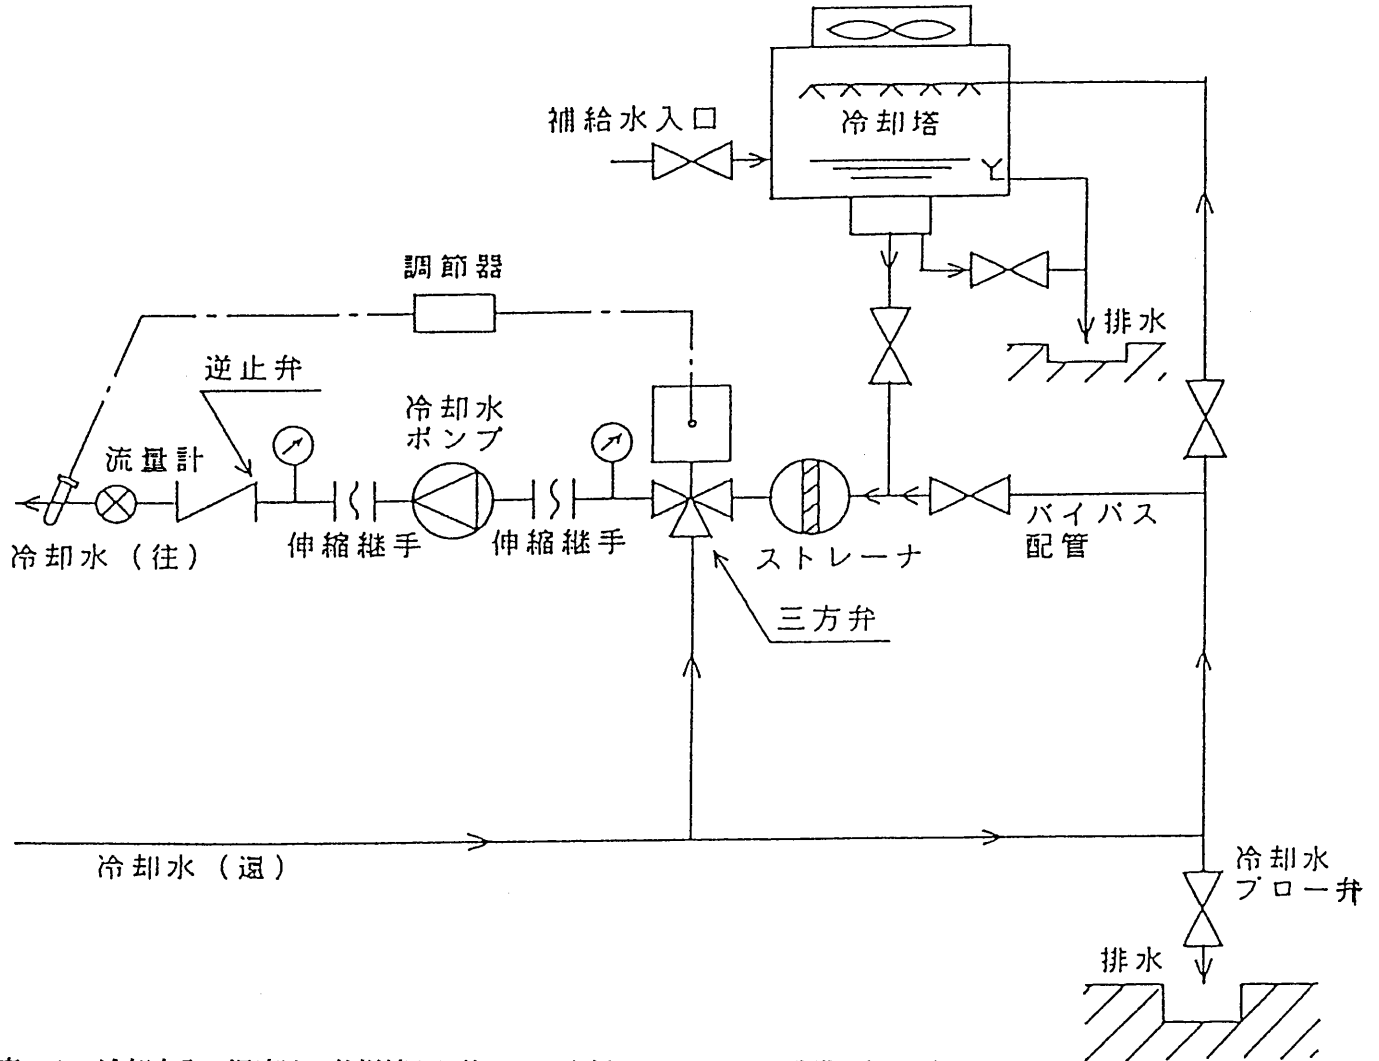 補給水入口
冷却塔
調節器
排水
逆止弁
冷却水
ポンプ
流量計
バイパス
配管
冷却水(往)
伸縮継手
伸縮継手
ストレーナ
三方弁
冷却水(還)
冷却水
ブロー弁
排水